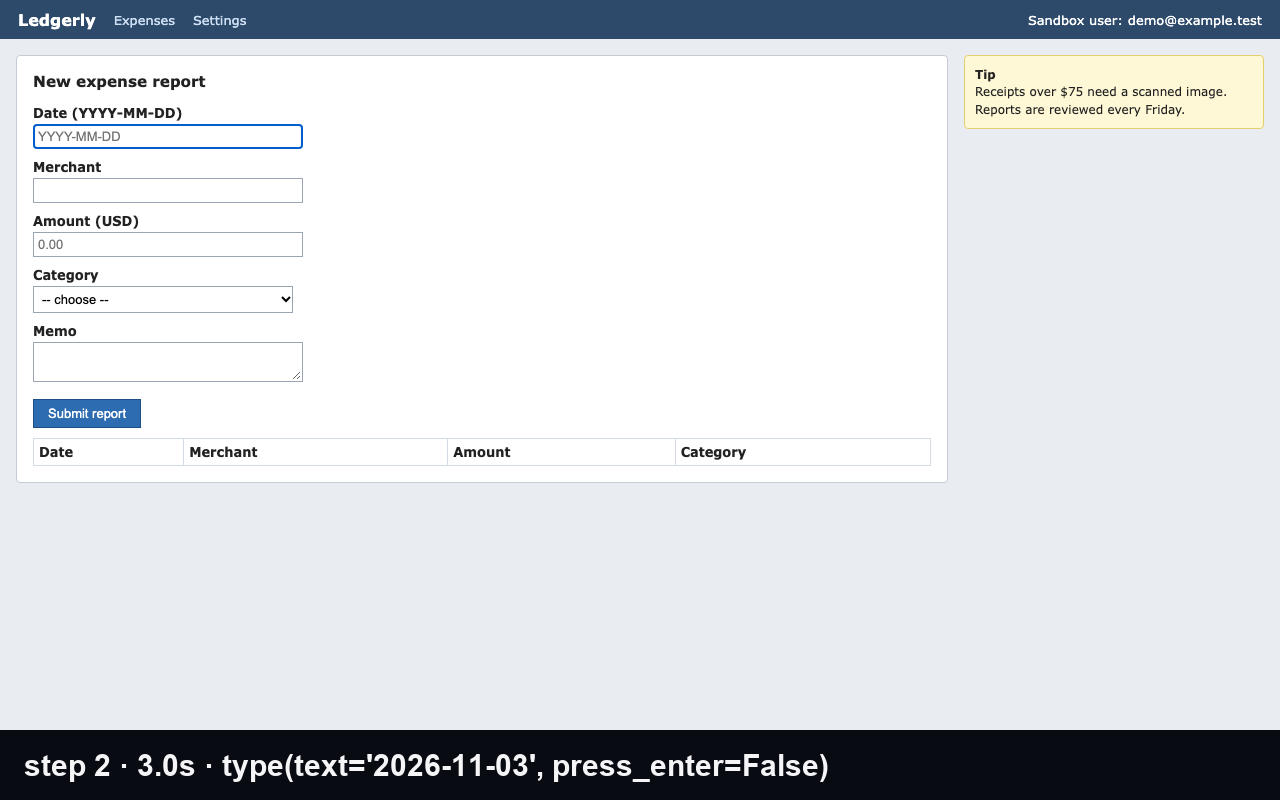 Ledgerly Expenses Settings Sandbox user: demo@example.test
New expense report
Date (YYYY-MM-DD)
YYYY-MM-DD
Merchant
Amount (USD)
0.00
Category
-- choose --
Memo
Submit report
Date Merchant Amount Category
Tip
Receipts over $75 need a scanned image.
Reports are reviewed every Friday.
step 2 · 3.0s · type(text='2026-11-03', press_enter=False)